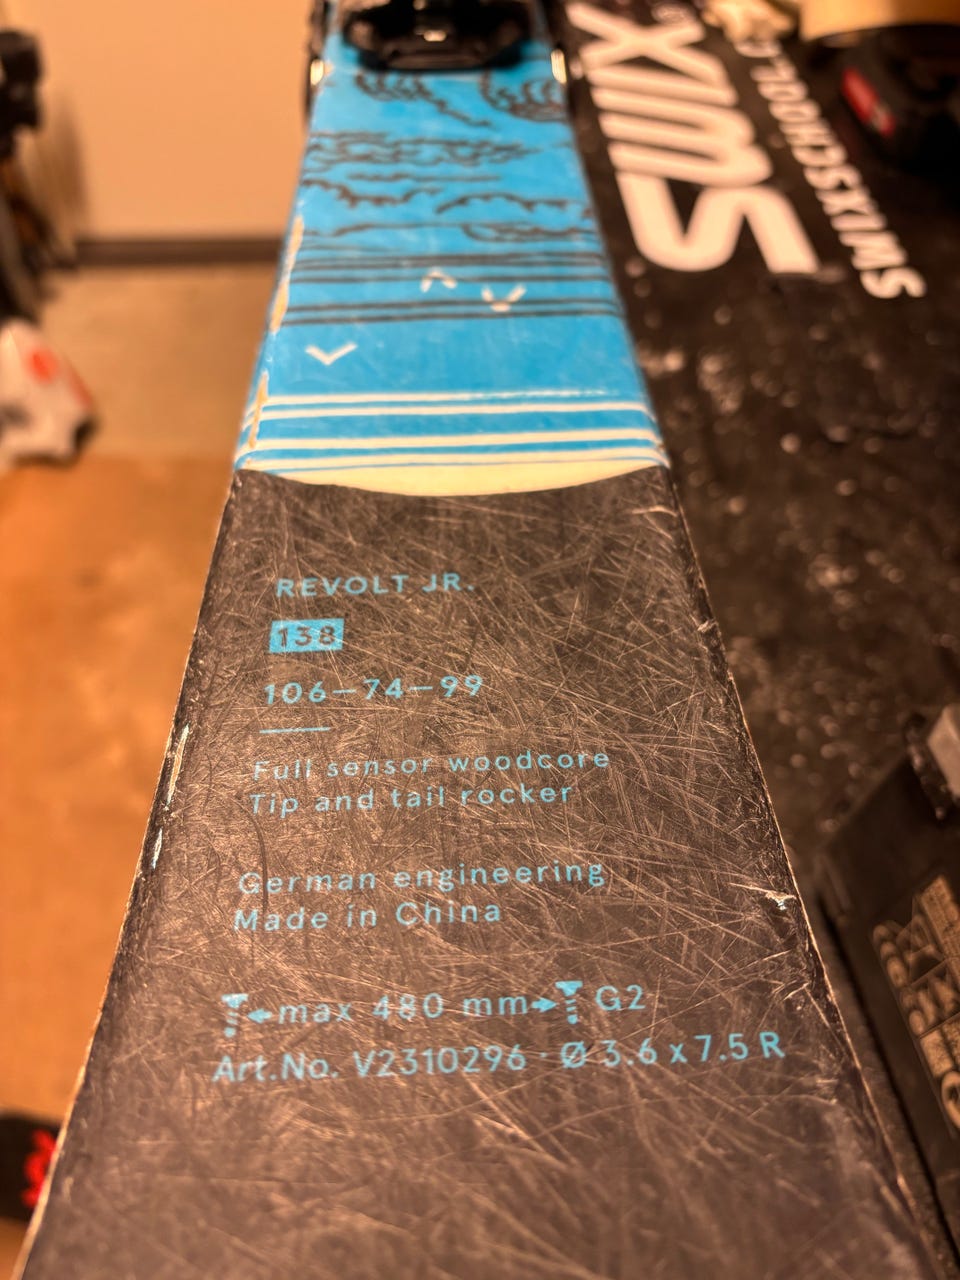 SWIX
SWIXSCHOOL.C
REVOLT JR.
138
106–74–99
Full sensor woodcore
Tip and tail rocker
German engineering
Made in China
max 480 mm G2
Art.No. V2310296 · Ø 3.6 x 7.5 R